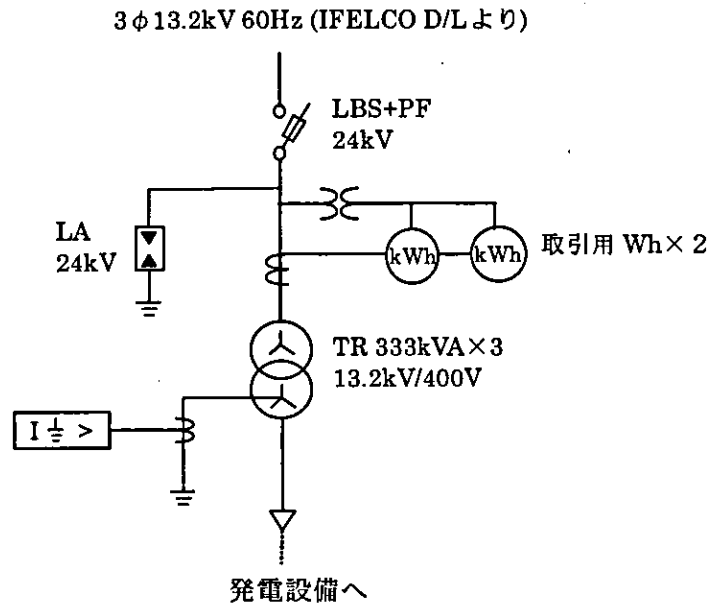 3φ13.2kV 60Hz (IFELCO D/Lより)
LBS+PF
24kV
LA
24kV
kWh
kWh
取引用 Wh×2
TR 333kVA×3
13.2kV/400V
I ⏚ >
発電設備へ